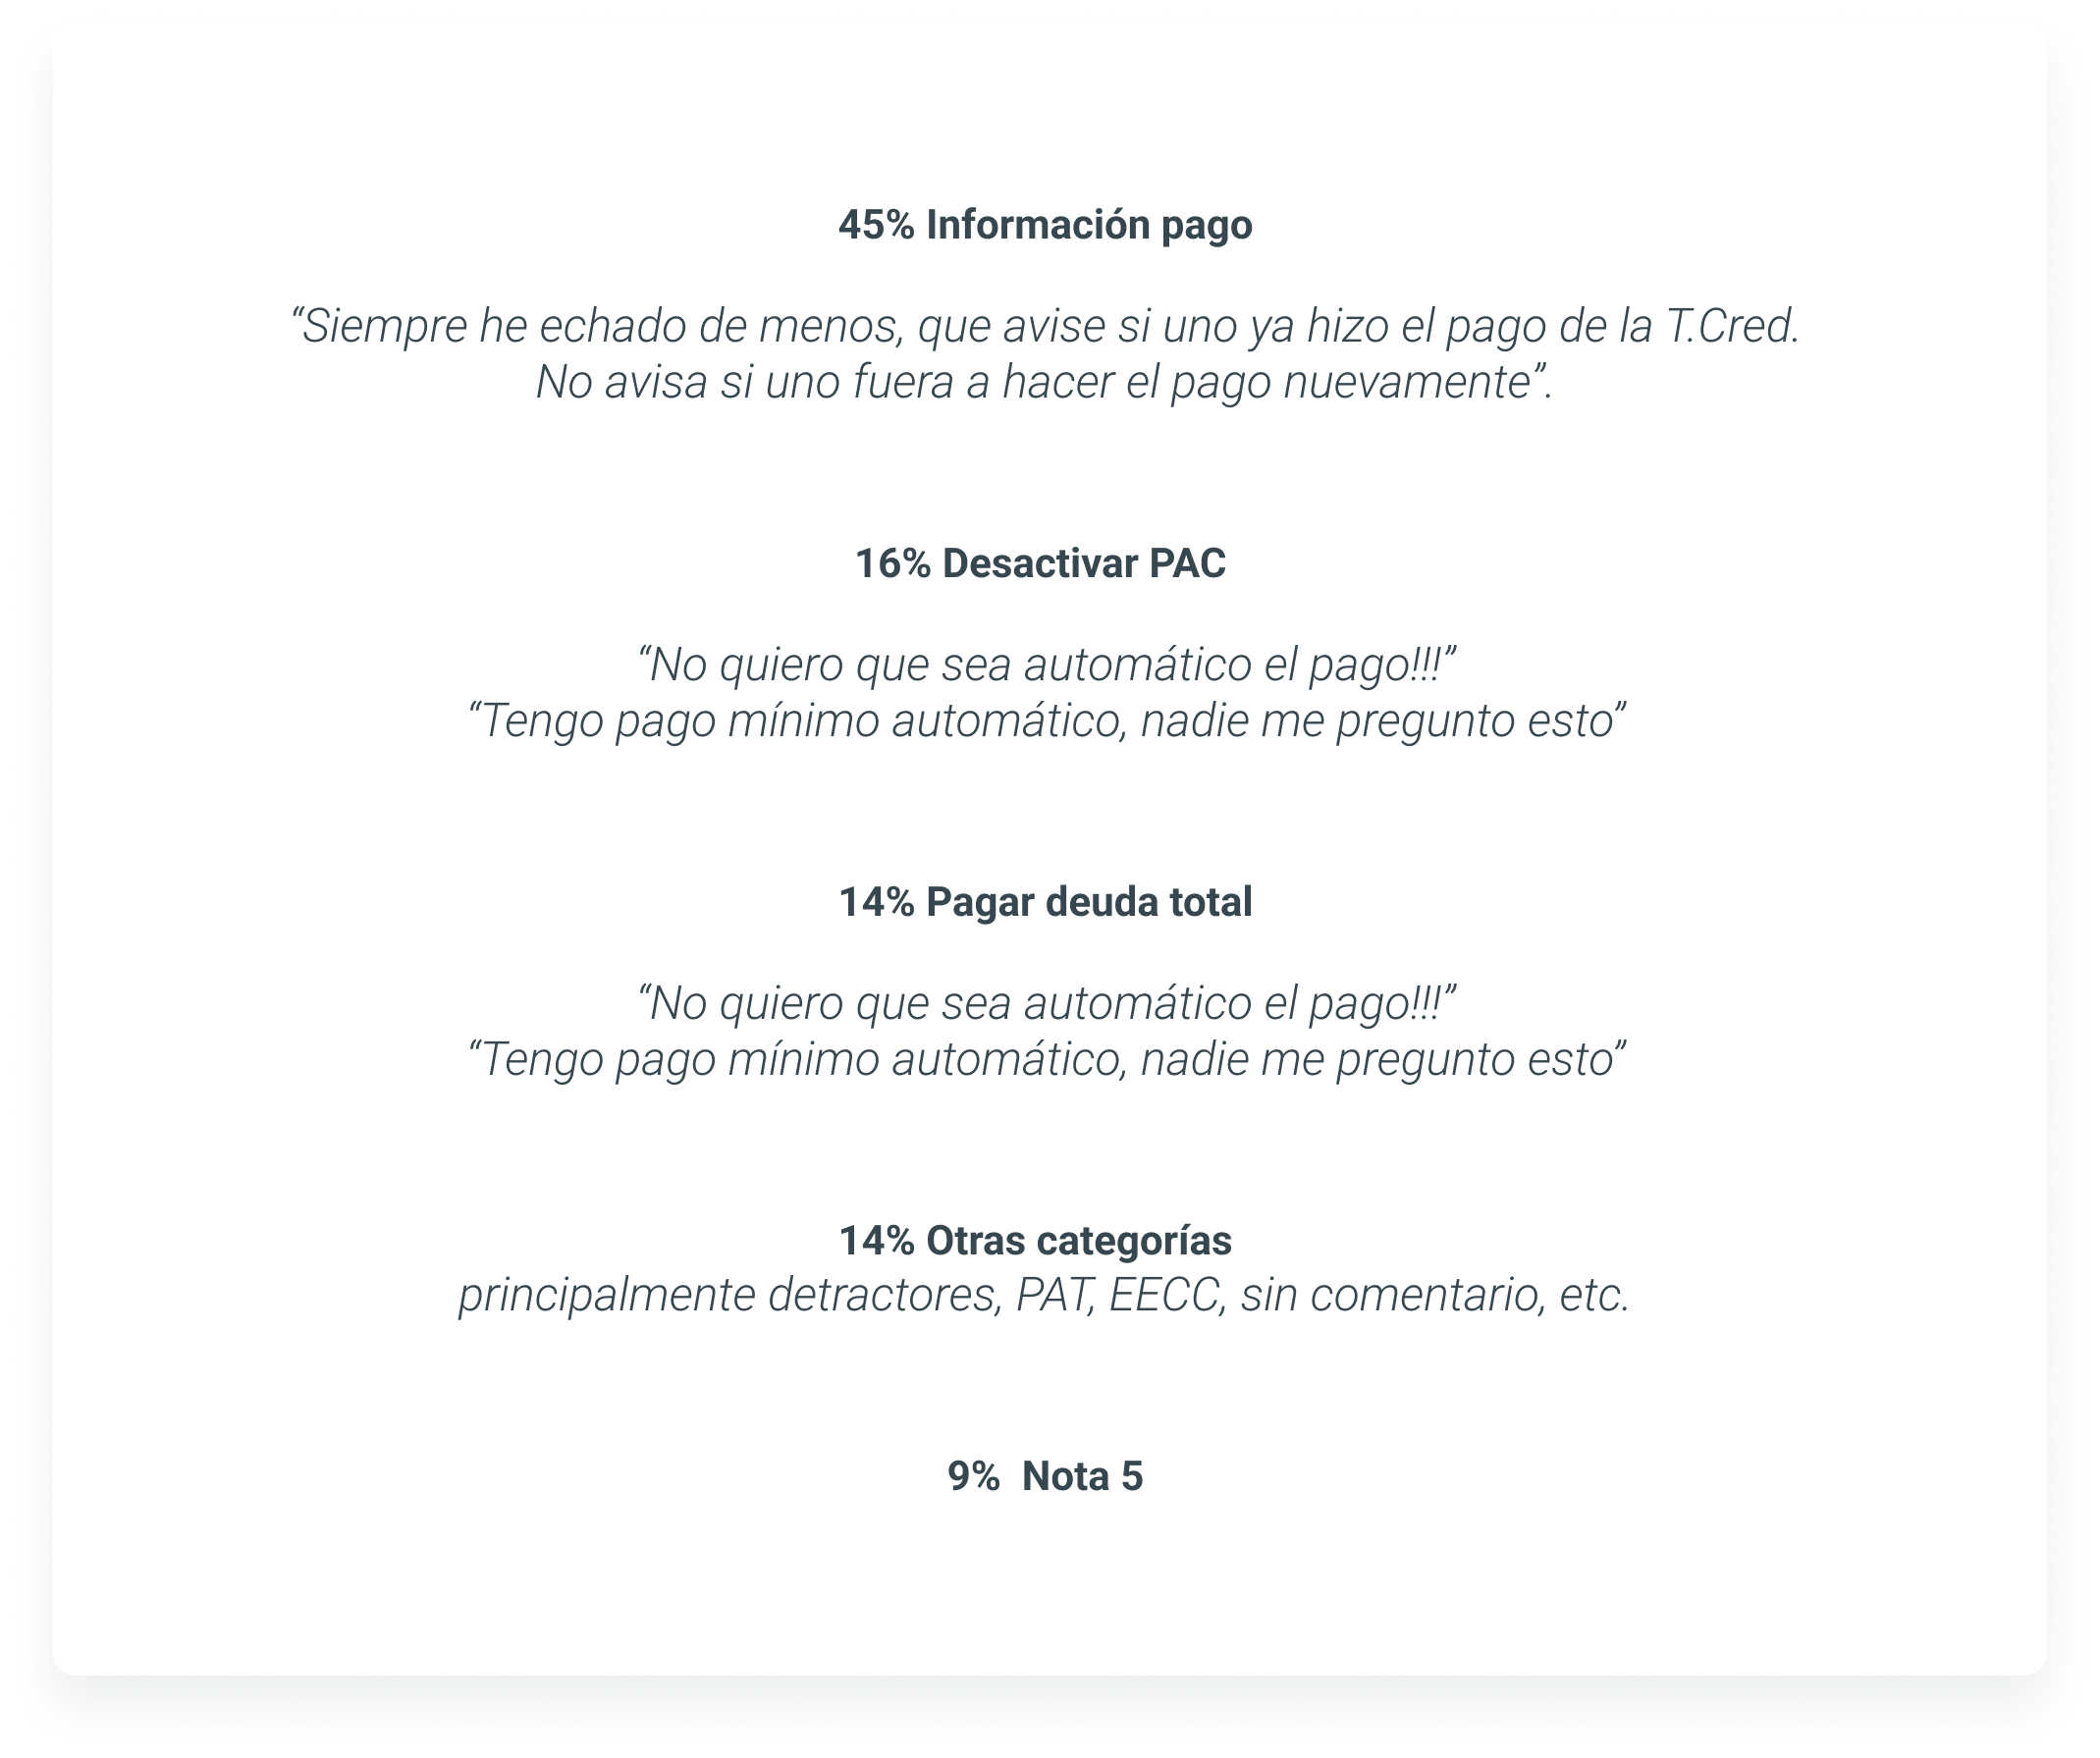 45% Información pago
“Siempre he echado de menos, que avise si uno ya hizo el pago de la T.Cred.
No avisa si uno fuera a hacer el pago nuevamente”.
16% Desactivar PAC
“No quiero que sea automático el pago!!!”
“Tengo pago mínimo automático, nadie me pregunto esto”
14% Pagar deuda total
“No quiero que sea automático el pago!!!”
“Tengo pago mínimo automático, nadie me pregunto esto”
14% Otras categorías
principalmente detractores, PAT, EECC, sin comentario, etc.
9%  Nota 5